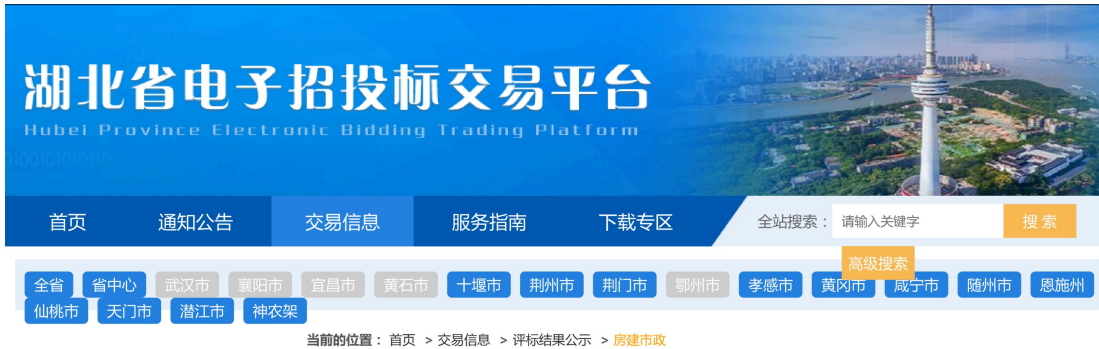 湖北省电子招投标交易平台
Hubei Province Electronic Bidding Trading Platform
0100101010110
首页 通知公告 交易信息 服务指南 下载专区 全站搜索： 请输入关键字 搜索
高级搜索
全省 省中心 武汉市 襄阳市 宜昌市 黄石市 十堰市 荆州市 荆门市 鄂州市 孝感市 黄冈市 咸宁市 随州市 恩施州
仙桃市 天门市 潜江市 神农架
当前的位置： 首页 > 交易信息 > 评标结果公示 > 房建市政